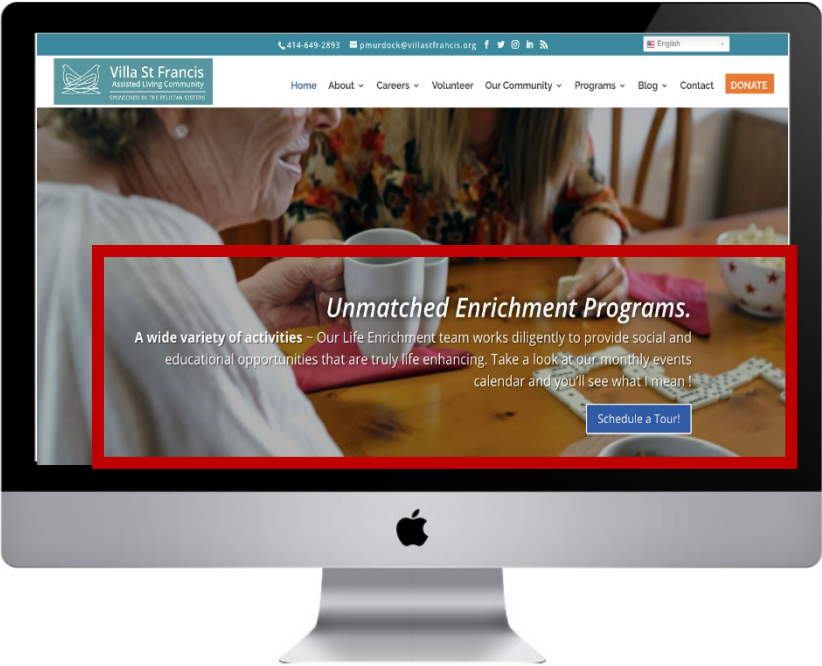 414-649-2893 pmurdock@villastfrancis.org
English
Villa St Francis
Assisted Living Community
SPONSORED BY THE FELICIAN SISTERS
Home About Careers Volunteer Our Community Programs Blog Contact DONATE
Unmatched Enrichment Programs.
A wide variety of activities ~ Our Life Enrichment team works diligently to provide social and
educational opportunities that are truly life enhancing. Take a look at our monthly events
calendar and you'll see what I mean !
Schedule a Tour!